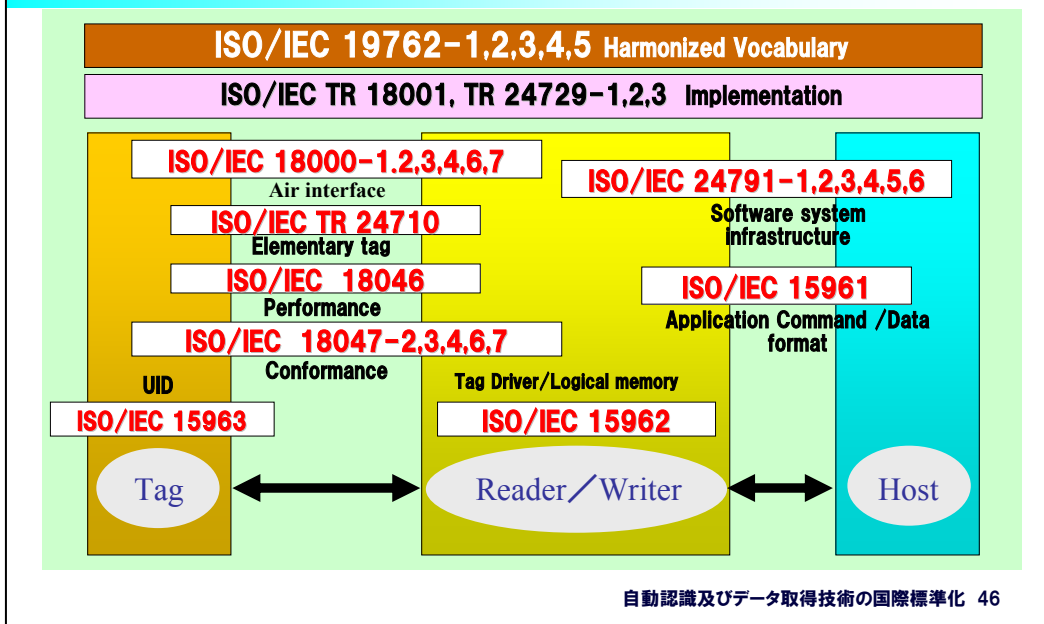 ISO/IEC 19762-1,2,3,4,5 Harmonized Vocabulary
ISO/IEC TR 18001, TR 24729-1,2,3 Implementation
ISO/IEC 18000-1.2,3,4,6,7
Air interface
ISO/IEC TR 24710
Elementary tag
ISO/IEC 18046
Performance
ISO/IEC 18047-2,3,4,6,7
Conformance
UID
ISO/IEC 15963
Tag Driver/Logical memory
ISO/IEC 15962
ISO/IEC 24791-1,2,3,4,5,6
Software system
infrastructure
ISO/IEC 15961
Application Command /Data
format
Tag
Reader／Writer
Host
自動認識及びデータ取得技術の国際標準化 46